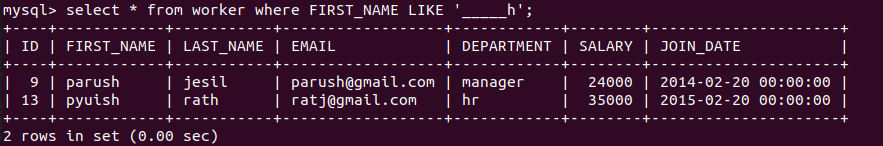 mysql> select * from worker where FIRST_NAME LIKE '_____h';
+----+------------+-----------+------------------+------------+--------+---------------------+
| ID | FIRST_NAME | LAST_NAME | EMAIL            | DEPARTMENT | SALARY | JOIN_DATE           |
+----+------------+-----------+------------------+------------+--------+---------------------+
|  9 | parush     | jesil     | parush@gmail.com | manager    |  24000 | 2014-02-20 00:00:00 |
| 13 | pyuish     | rath      | ratj@gmail.com   | hr         |  35000 | 2015-02-20 00:00:00 |
+----+------------+-----------+------------------+------------+--------+---------------------+
2 rows in set (0.00 sec)